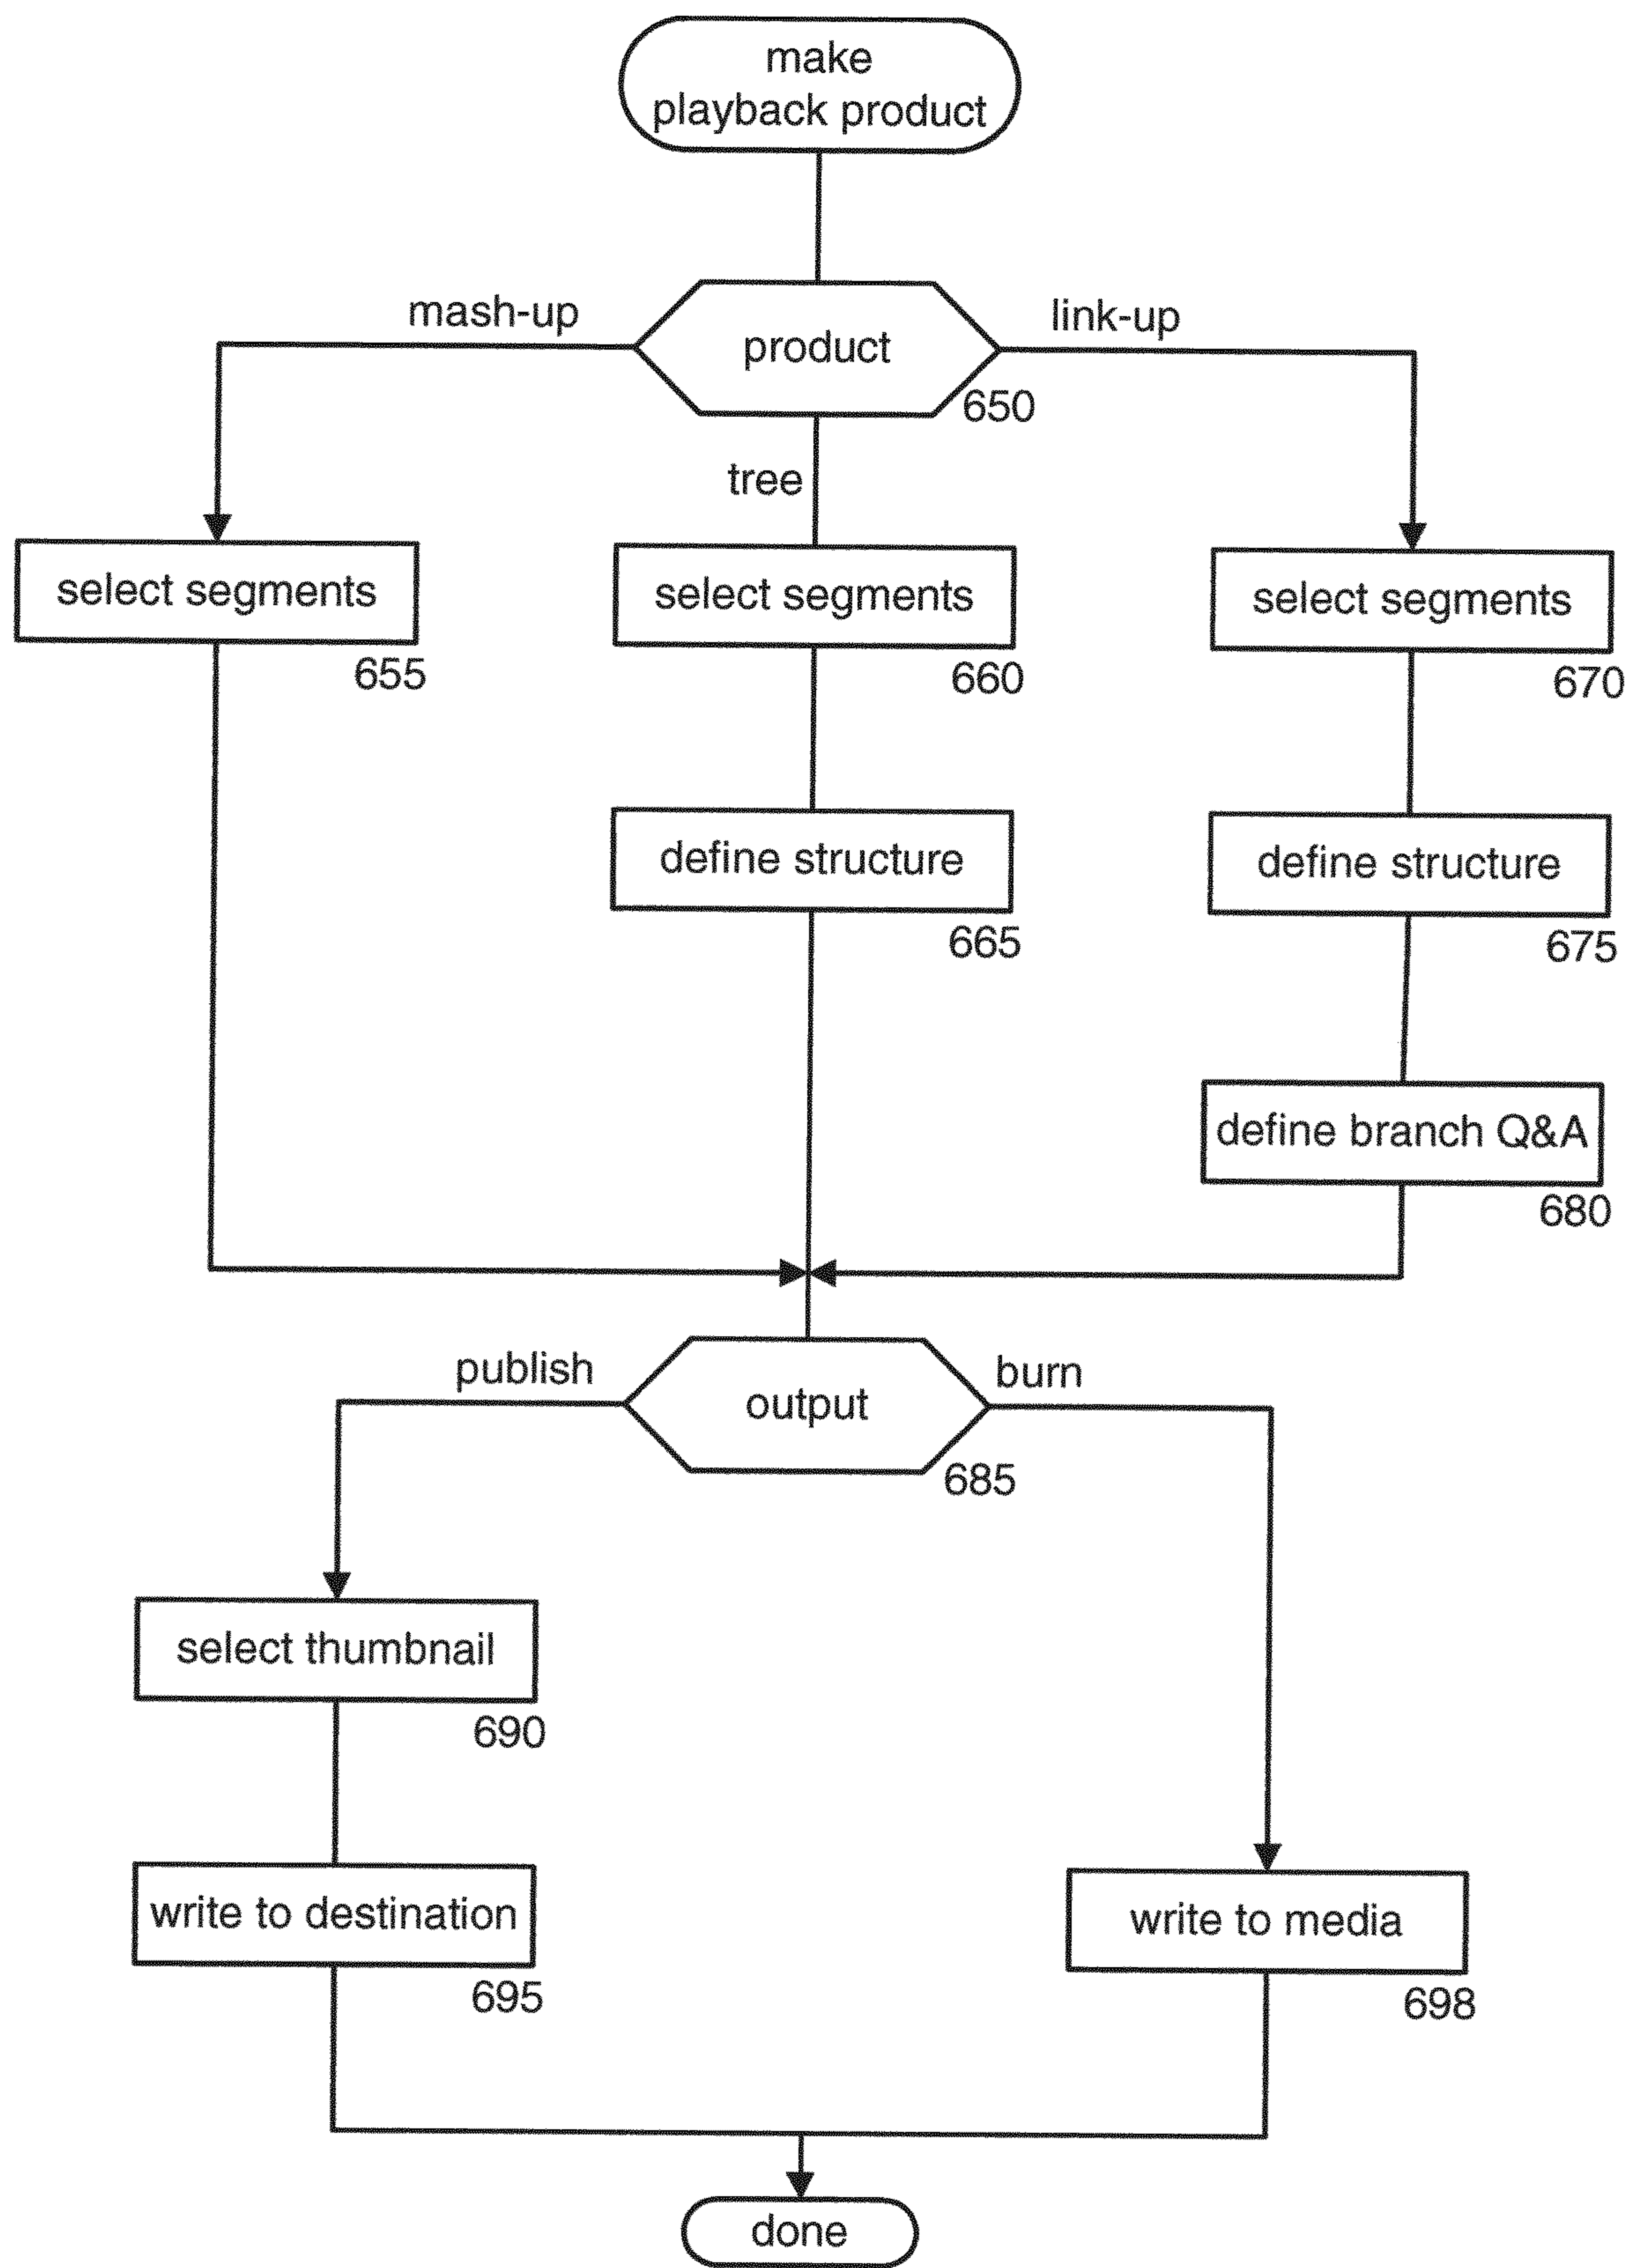 make
playback product
mash-up
link-up
product
650
tree
select segments
655
select segments
660
select segments
670
define structure
665
define structure
675
define branch Q&A
680
publish
burn
output
685
select thumbnail
690
write to destination
695
write to media
698
done